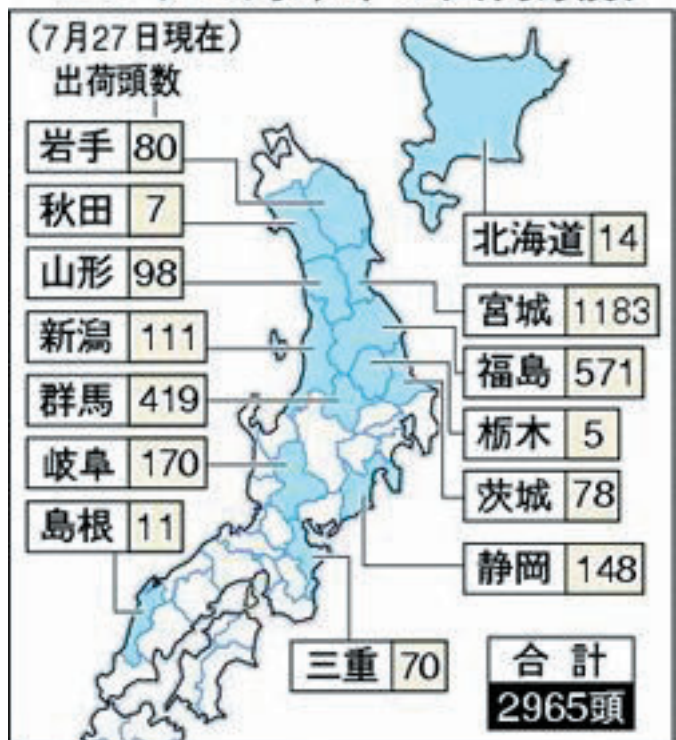 (7月27日現在)
出荷頭数
岩手 80
秋田 7
山形 98
新潟 111
群馬 419
岐阜 170
島根 11
北海道 14
宮城 1183
福島 571
栃木 5
茨城 78
静岡 148
三重 70
合計
2965頭